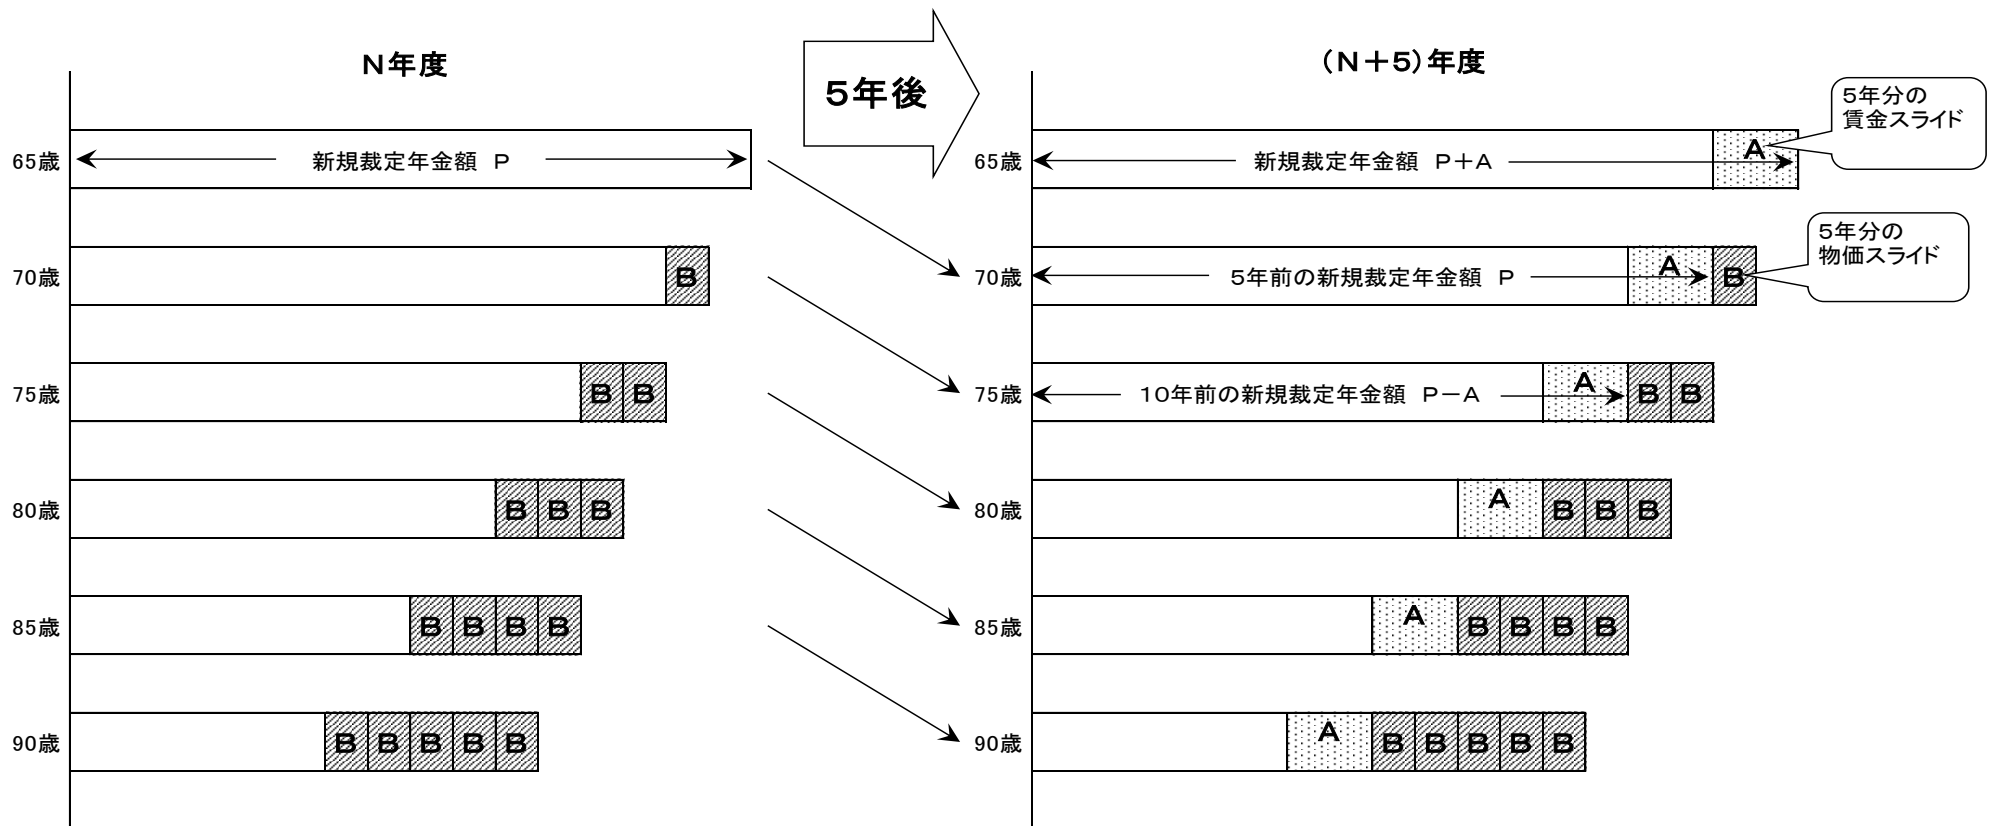 N年度
5年後
(N+5)年度
5年分の
賃金スライド
65歳
新規裁定年金額 P
65歳
新規裁定年金額 P+A
A
5年分の
物価スライド
70歳
B
70歳
5年前の新規裁定年金額 P
A
B
75歳
B B
75歳
10年前の新規裁定年金額 P-A
A
B B
80歳
B B B
80歳
A
B B B
85歳
B B B B
85歳
A
B B B B
90歳
B B B B B
90歳
A
B B B B B